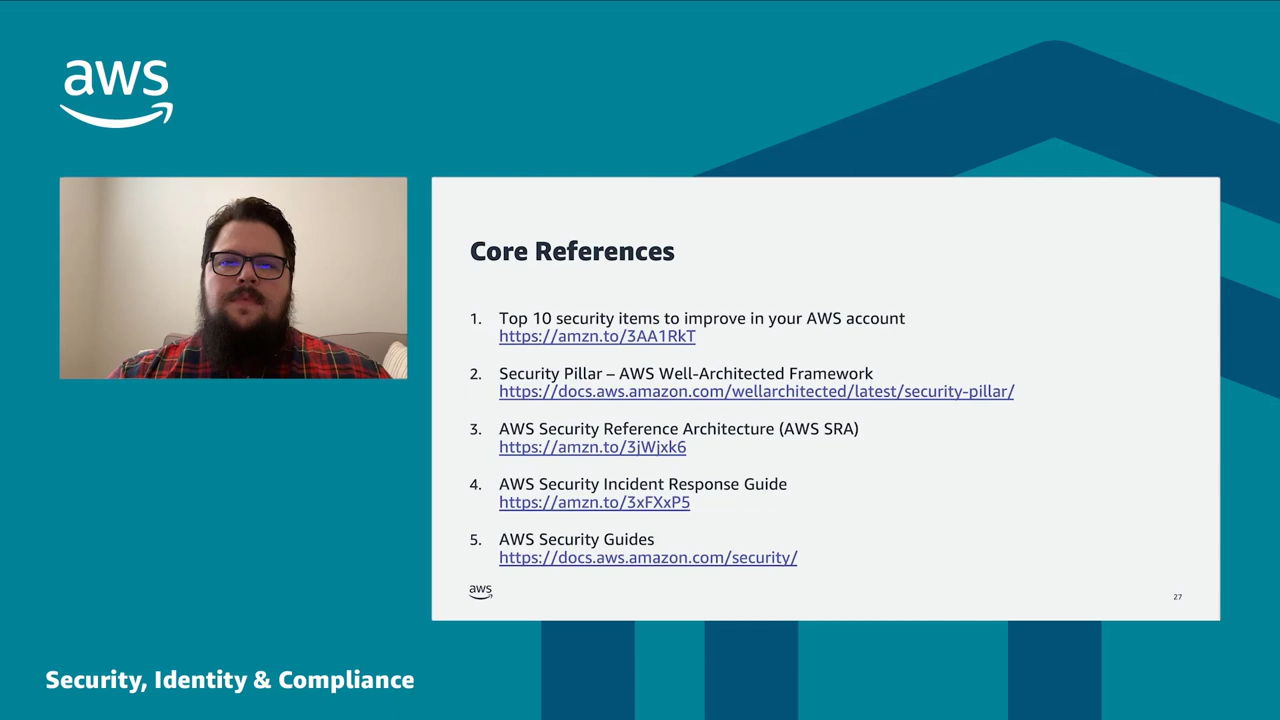 aws
Core References
1. Top 10 security items to improve in your AWS account
https://amzn.to/3AA1RkT
2. Security Pillar – AWS Well-Architected Framework
https://docs.aws.amazon.com/wellarchitected/latest/security-pillar/
3. AWS Security Reference Architecture (AWS SRA)
https://amzn.to/3jWjxk6
4. AWS Security Incident Response Guide
https://amzn.to/3xFXxP5
5. AWS Security Guides
https://docs.aws.amazon.com/security/
aws
27
Security, Identity & Compliance